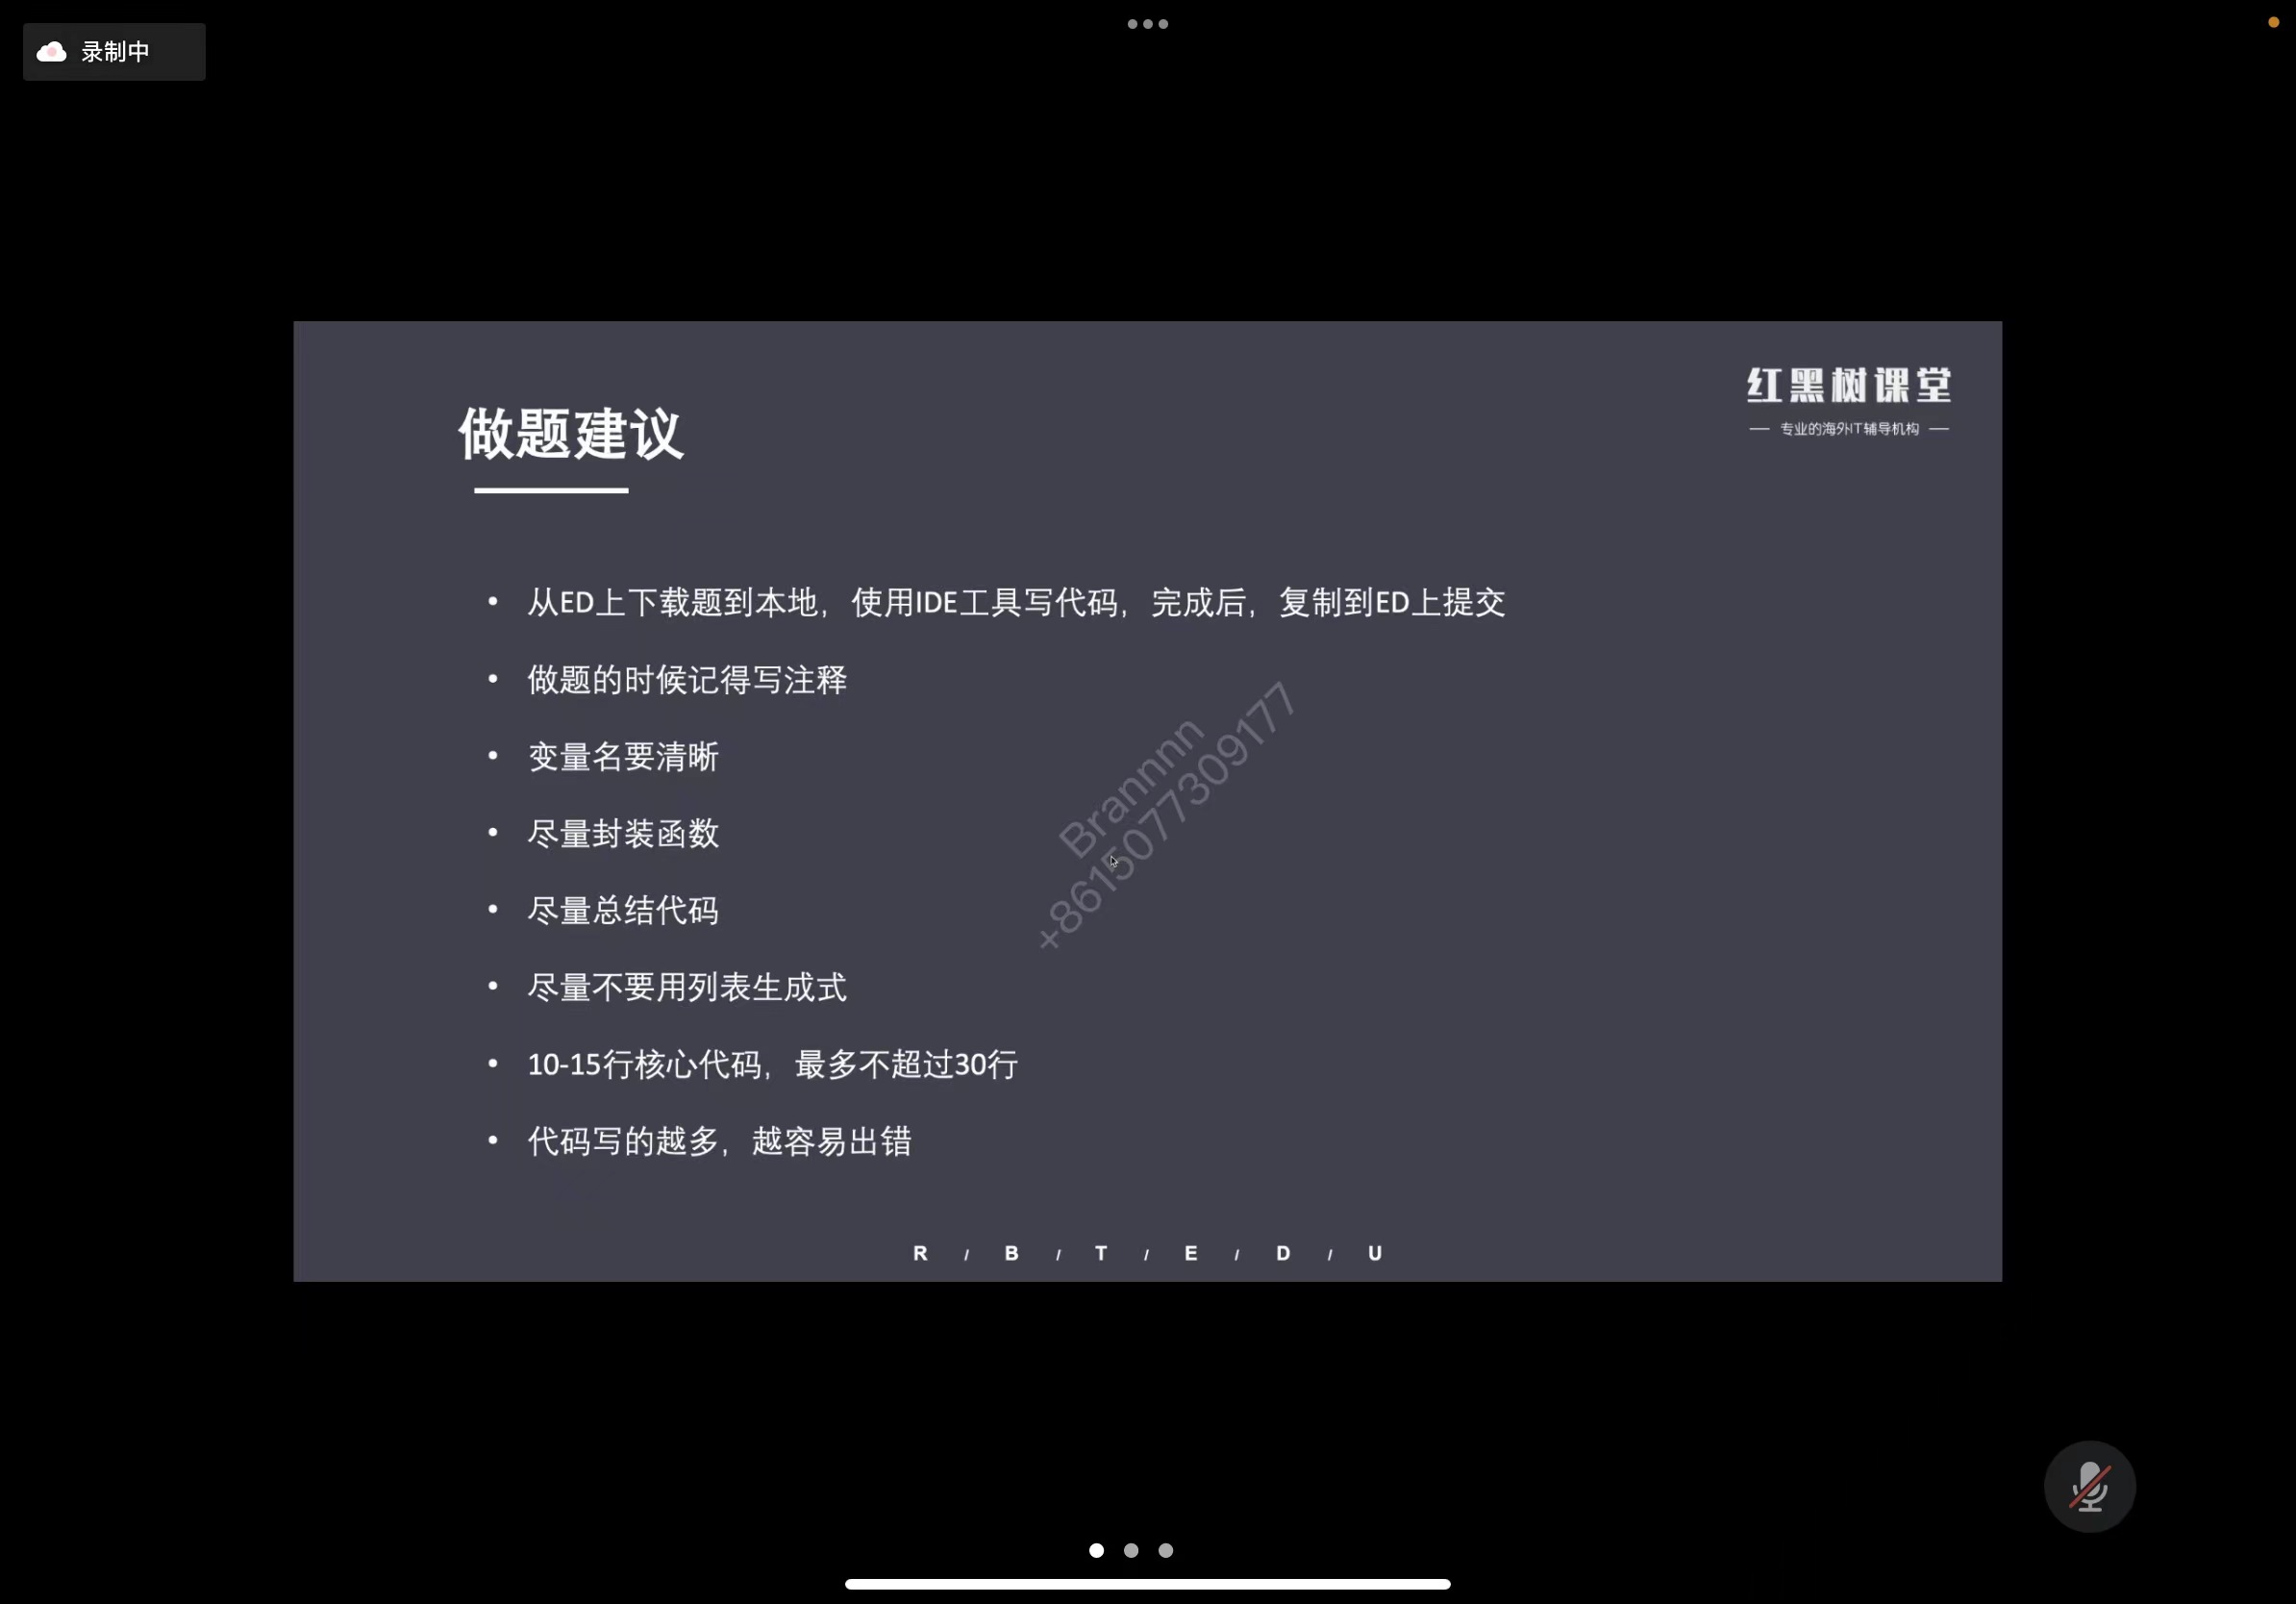 录制中
红黑树课堂
专业的海外IT辅导机构
做题建议
从ED上下载题到本地，使用IDE工具写代码，完成后，复制到ED上提交
做题的时候记得写注释
变量名要清晰
尽量封装函数
尽量总结代码
尽量不要用列表生成式
10-15行核心代码，最多不超过30行
代码写的越多，越容易出错
Brannnn
+8615077309177
R / B / T / E / D / U